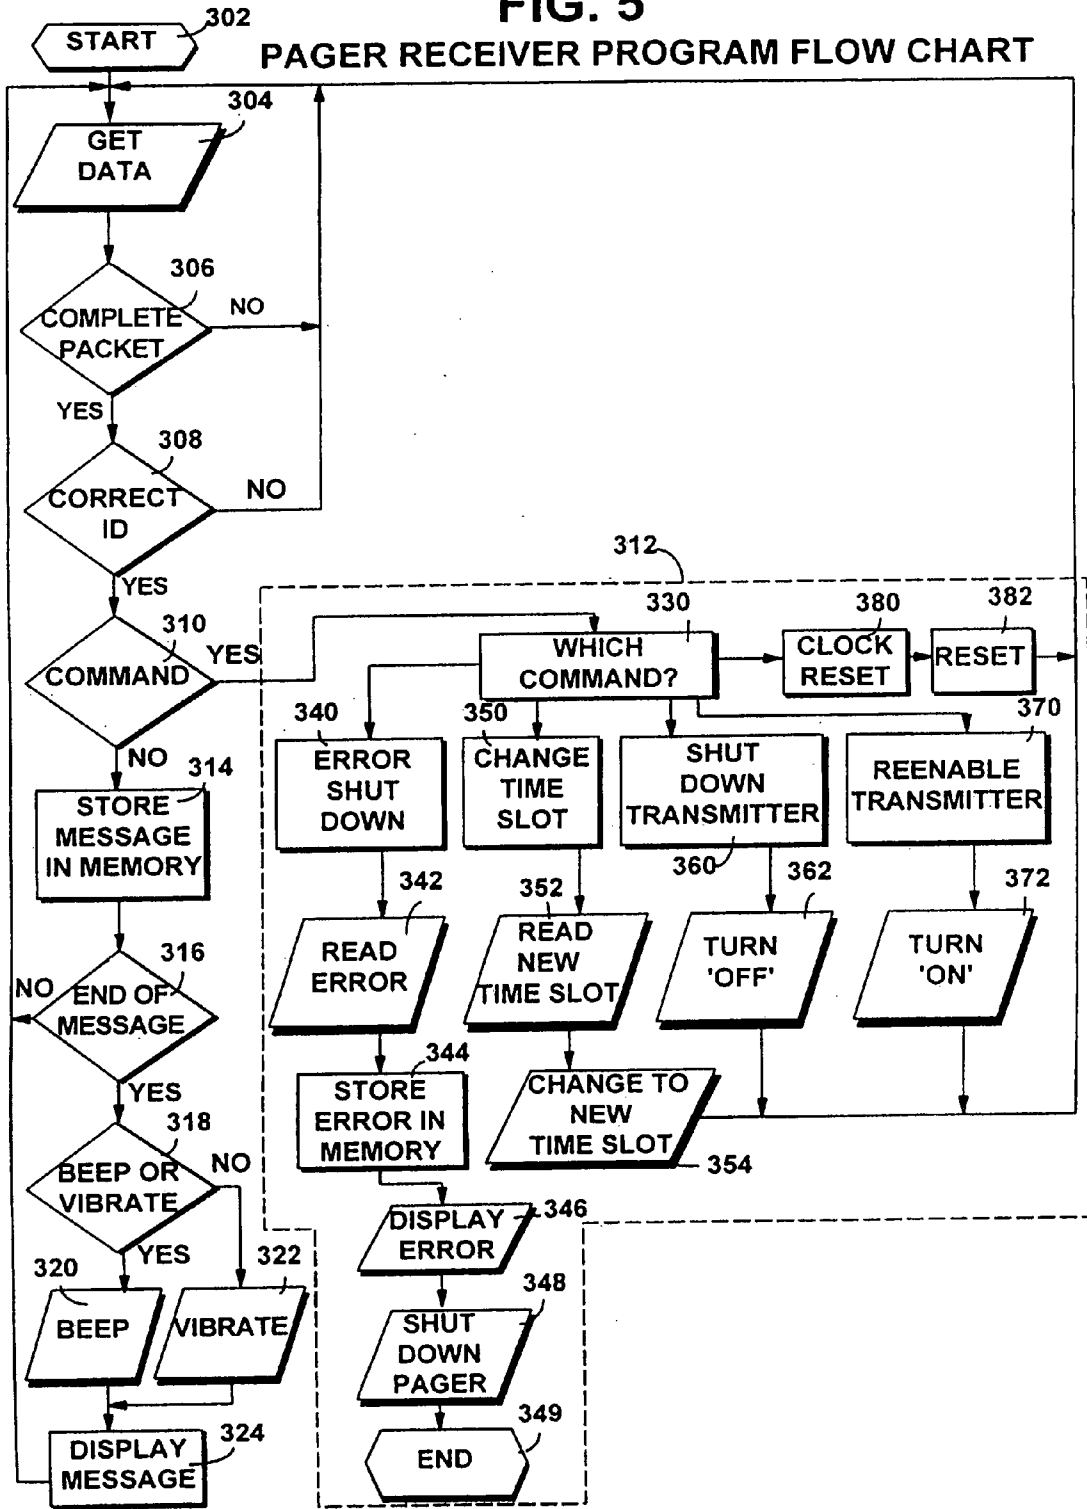 FIG. 5
PAGER RECEIVER PROGRAM FLOW CHART
302
START
304
GET
DATA
306
COMPLETE
PACKET
NO
YES
308
CORRECT
ID
NO
YES
310
COMMAND
YES
NO
314
STORE
MESSAGE
IN MEMORY
316
END OF
MESSAGE
NO
YES
318
BEEP OR
VIBRATE
NO
YES
320
BEEP
322
VIBRATE
324
DISPLAY
MESSAGE
312
330
WHICH
COMMAND?
380
CLOCK
RESET
382
RESET
340
ERROR
SHUT
DOWN
342
READ
ERROR
344
STORE
ERROR IN
MEMORY
346
DISPLAY
ERROR
348
SHUT
DOWN
PAGER
349
END
350
CHANGE
TIME
SLOT
352
READ
NEW
TIME SLOT
CHANGE TO
NEW
TIME SLOT
354
SHUT
DOWN
TRANSMITTER
360
362
TURN
'OFF'
370
REENABLE
TRANSMITTER
372
TURN
'ON'